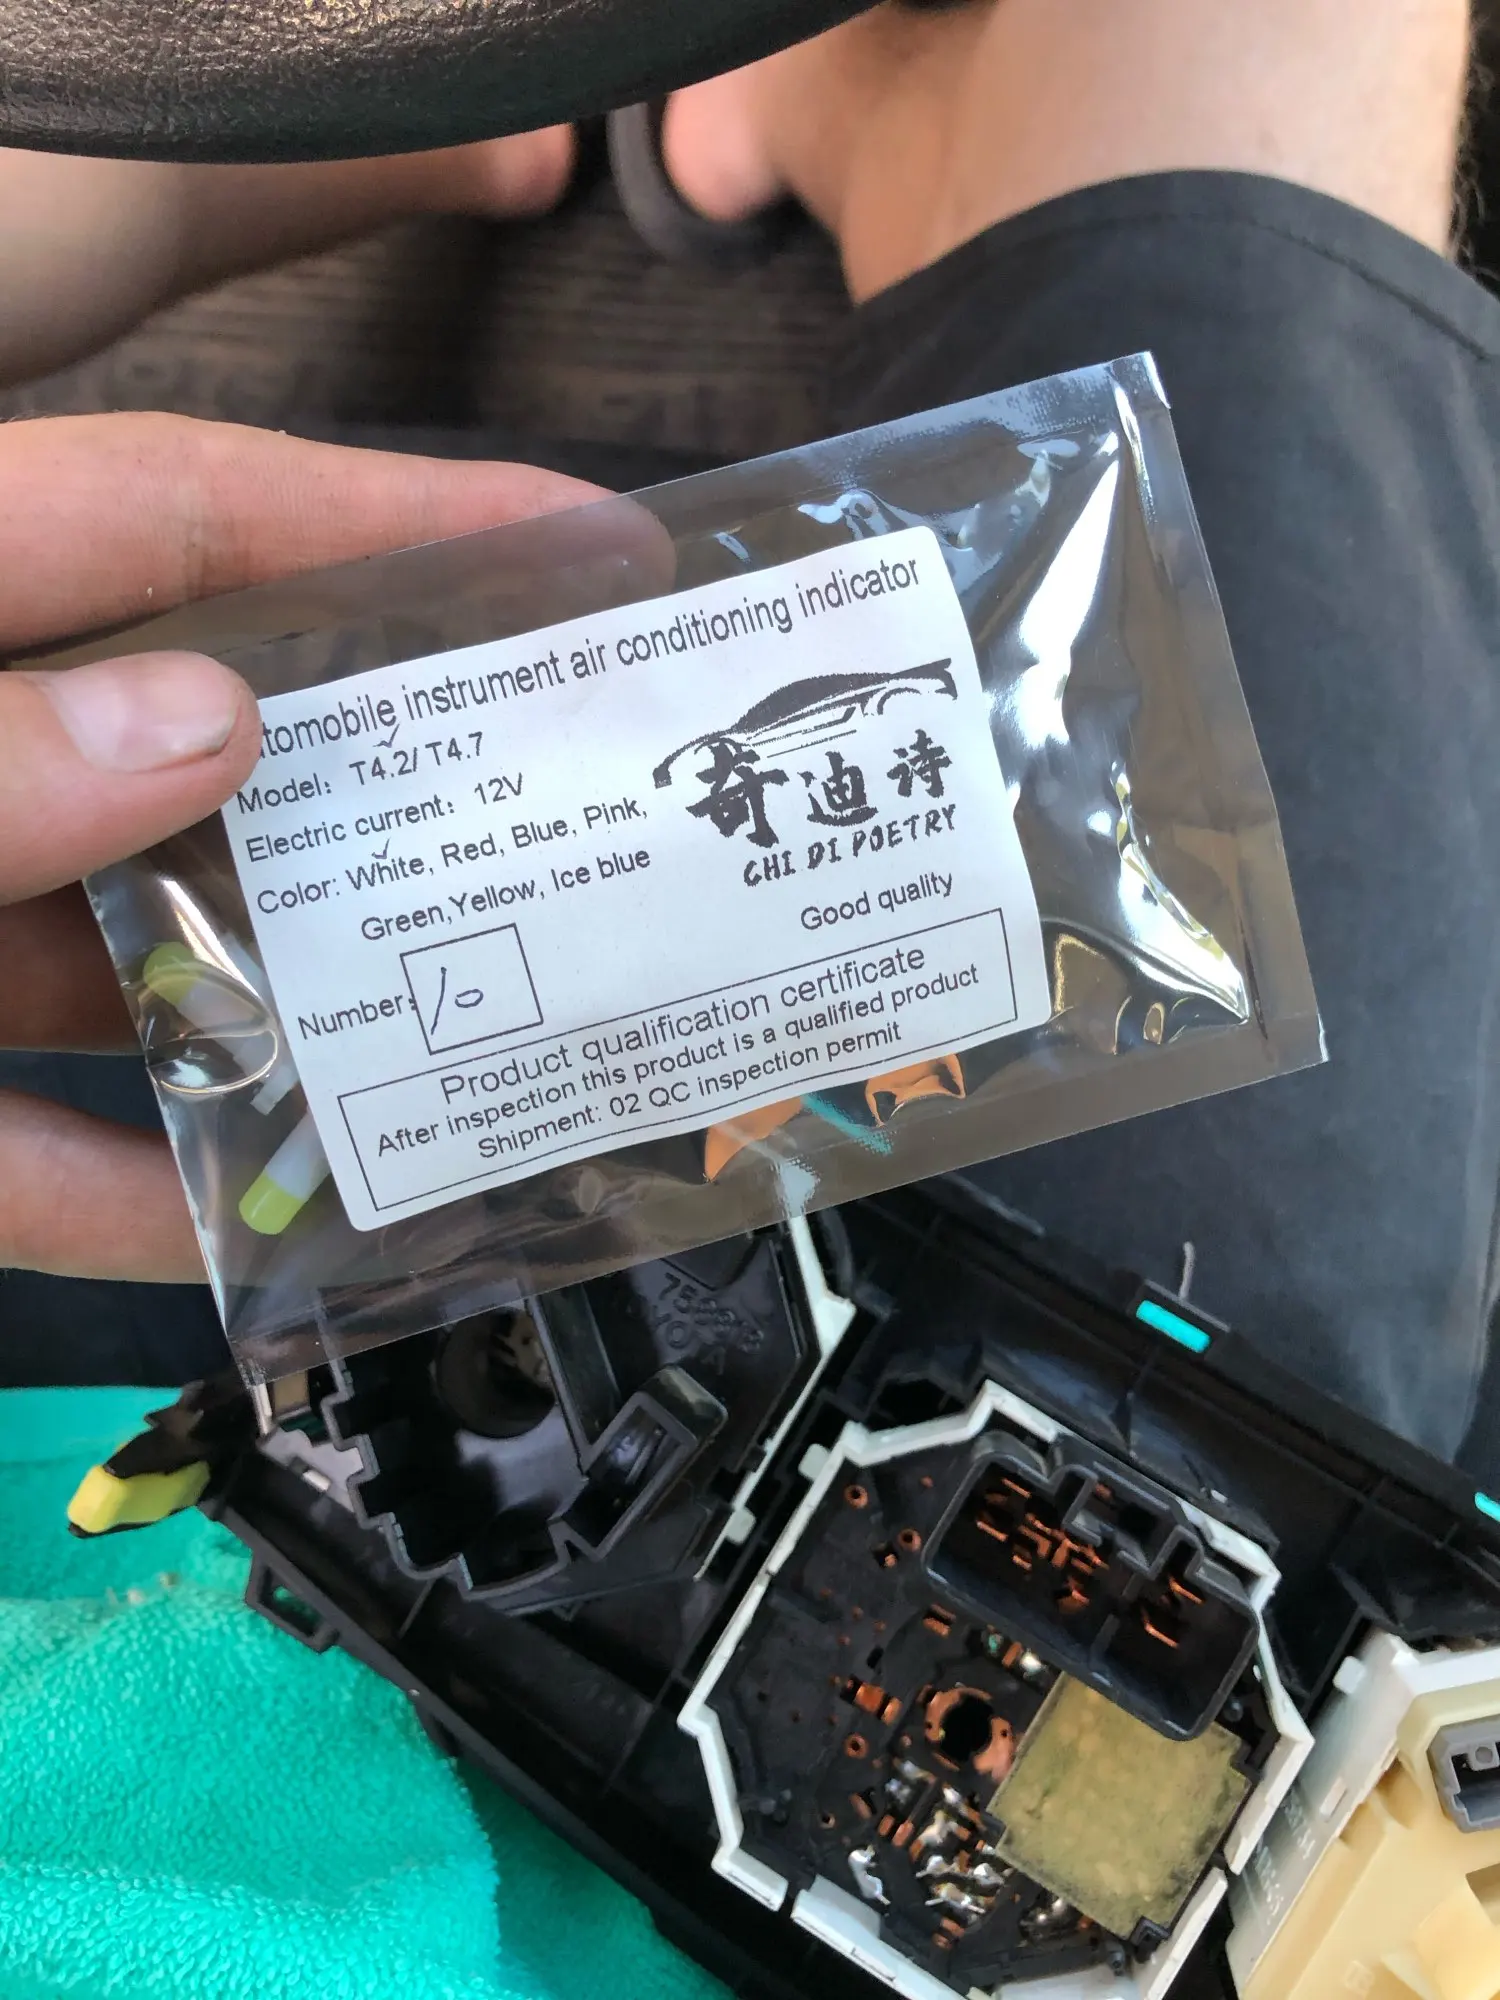 tomobile instrument air conditioning indicator
Model: T4.2/ T4.7
Electric current: 12V
Color: White, Red, Blue, Pink,
Green,Yellow, Ice blue
奇迪诗
CHI DI POETRY
Good quality
Number: 10
Product qualification certificate
After inspection this product is a qualified product
Shipment: 02 QC inspection permit